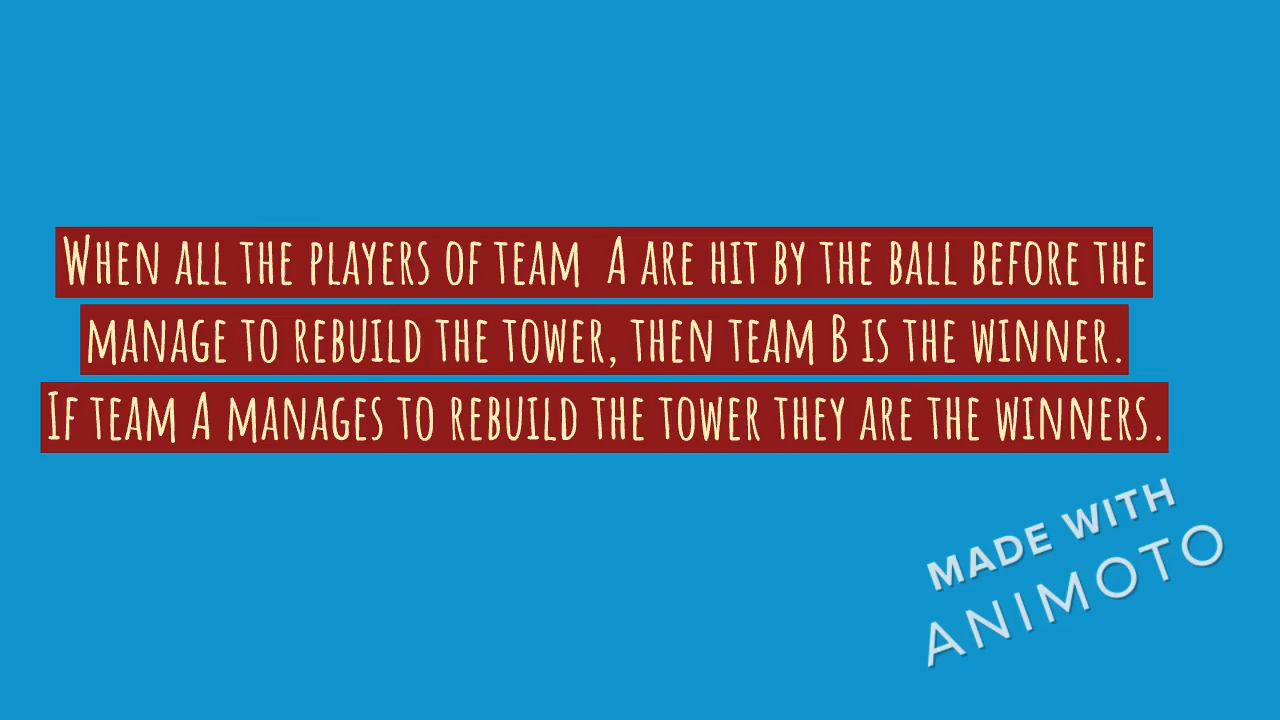 When all the players of team  A are hit by the ball before the
manage to rebuild the tower, then team B is the winner.
If team A manages to rebuild the tower they are the winners.
MADE WITH
ANIMOTO